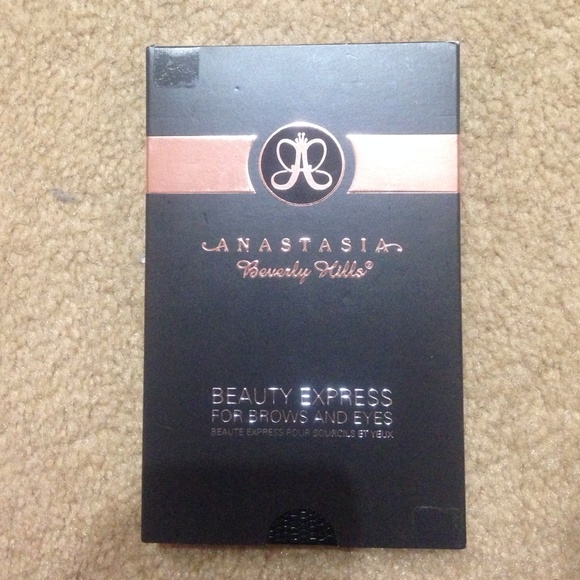 ANASTASIA
Beverly Hills®
BEAUTY EXPRESS
FOR BROWS AND EYES
BEAUTE EXPRESS POUR SOURCILS ET YEUX